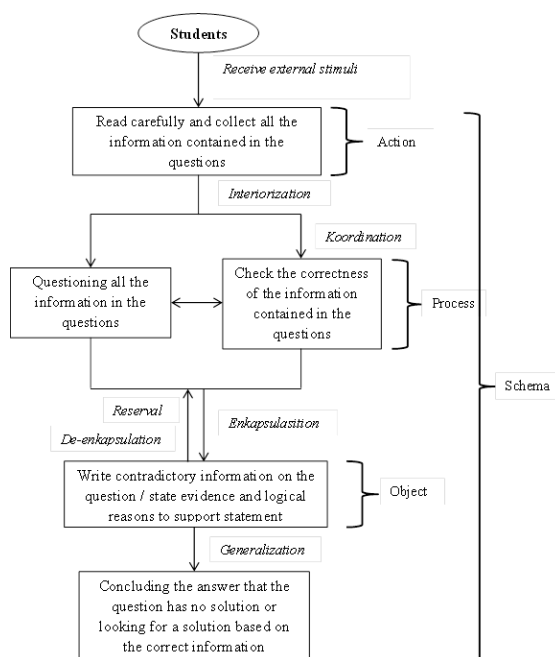 Students
Receive external stimuli
Read carefully and collect all the
information contained in the
questions
Action
Interiorization
Koordination
Questioning all the
information in the
questions
Check the correctness
of the information
contained in the
questions
Process
Schema
Reserval
De-enkapsulation
Enkapsulasition
Write contradictory information on the
question / state evidence and logical
reasons to support statement
Object
Generalization
Concluding the answer that the
question has no solution or
looking for a solution based on
the correct information